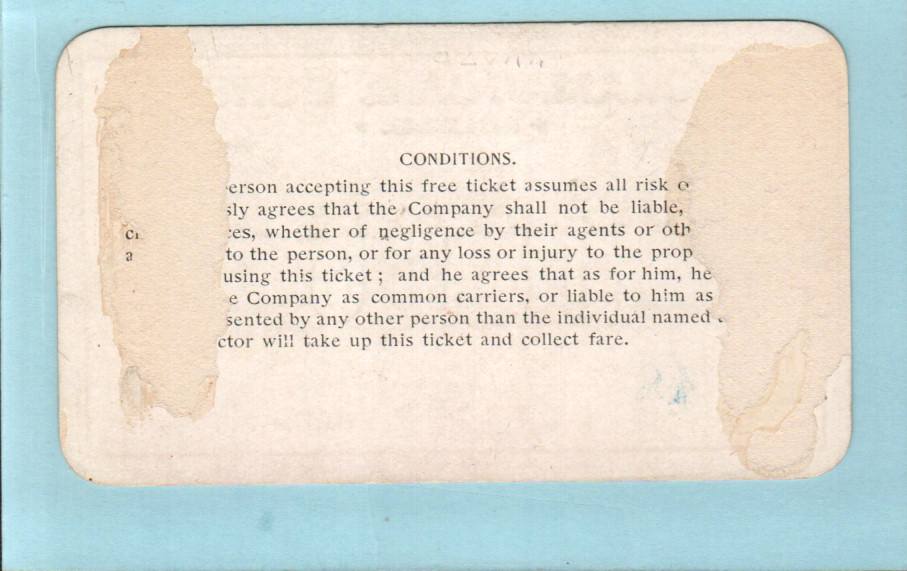 CONDITIONS.
erson accepting this free ticket assumes all risk o
sly agrees that the Company shall not be liable,
ces, whether of negligence by their agents or oth
a to the person, or for any loss or injury to the prop
using this ticket; and he agrees that as for him, he
e Company as common carriers, or liable to him as
sented by any other person than the individual named
ctor will take up this ticket and collect fare.